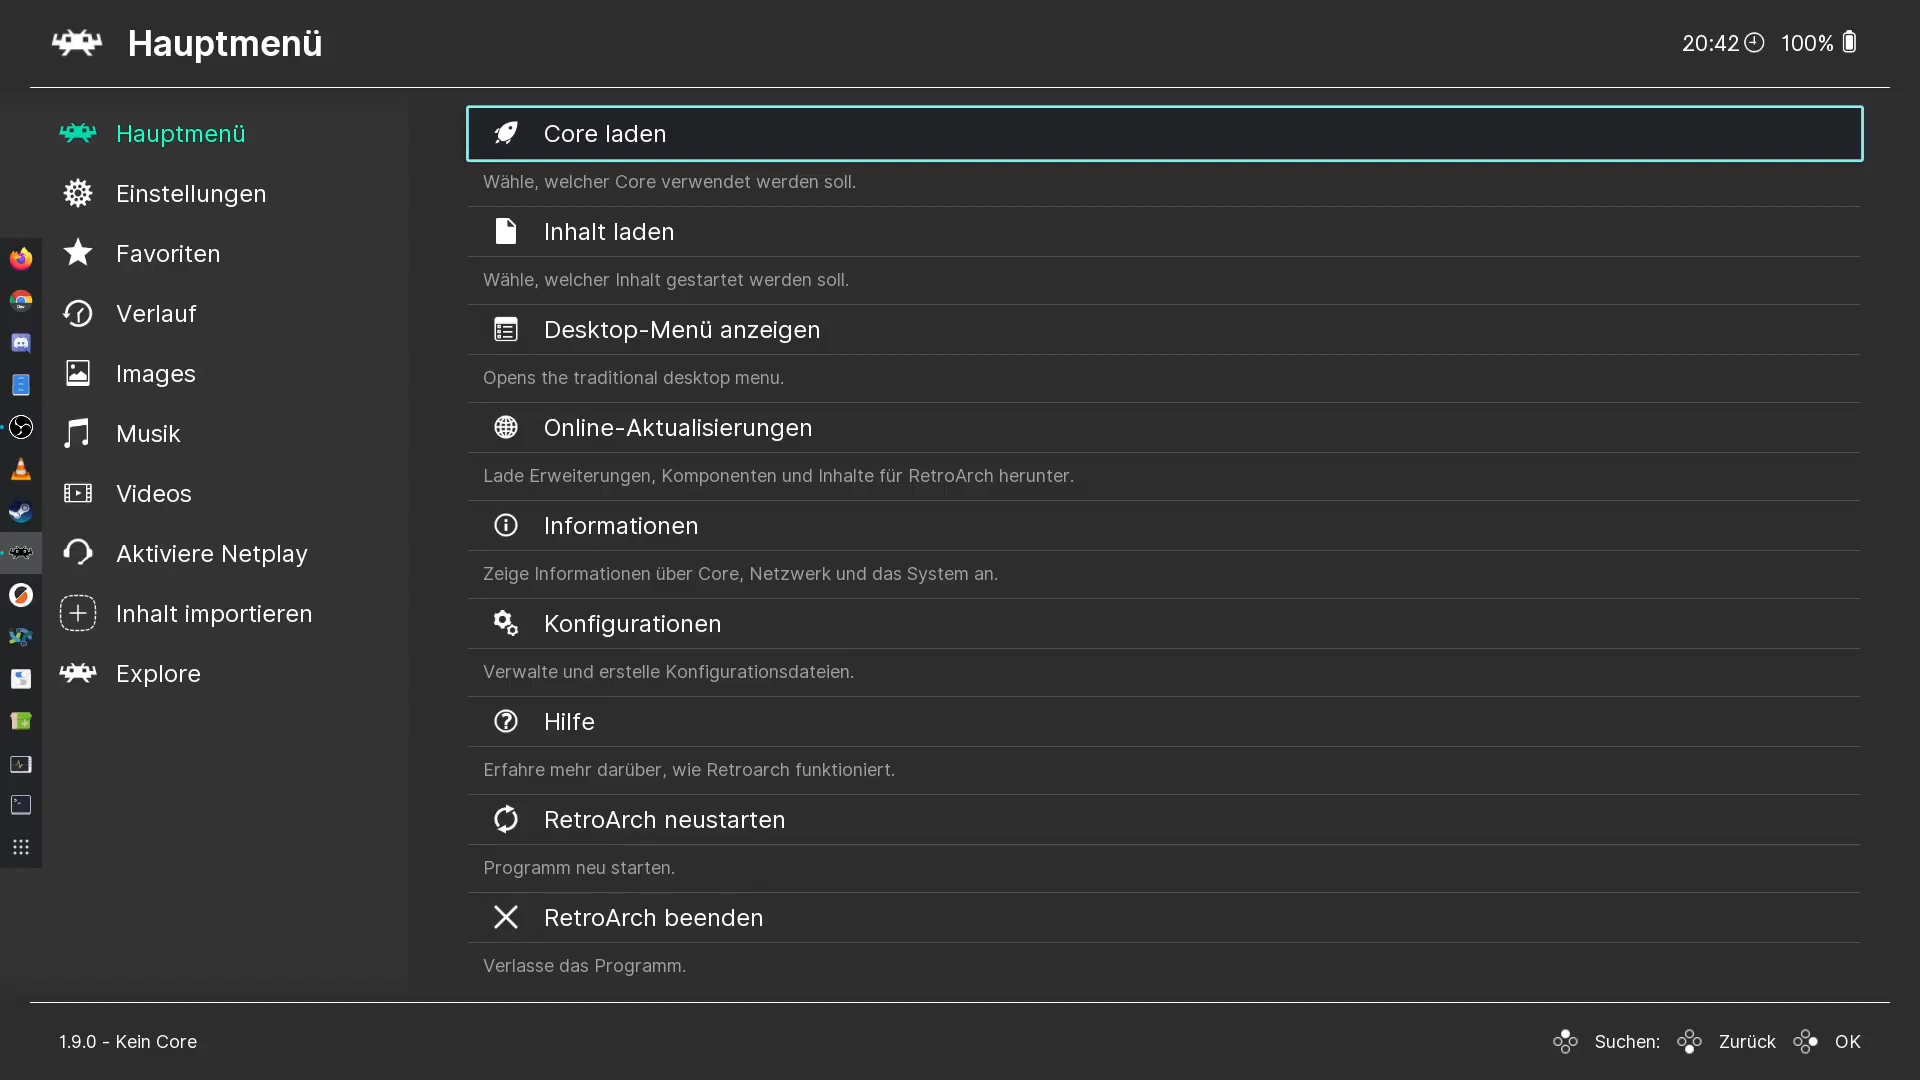 Hauptmenü
20:42 100%
Hauptmenü
Einstellungen
Favoriten
Verlauf
Images
Musik
Videos
Aktiviere Netplay
Inhalt importieren
Explore
Core laden
Wähle, welcher Core verwendet werden soll.
Inhalt laden
Wähle, welcher Inhalt gestartet werden soll.
Desktop-Menü anzeigen
Opens the traditional desktop menu.
Online-Aktualisierungen
Lade Erweiterungen, Komponenten und Inhalte für RetroArch herunter.
Informationen
Zeige Informationen über Core, Netzwerk und das System an.
Konfigurationen
Verwalte und erstelle Konfigurationsdateien.
Hilfe
Erfahre mehr darüber, wie Retroarch funktioniert.
RetroArch neustarten
Programm neu starten.
RetroArch beenden
Verlasse das Programm.
1.9.0 - Kein Core
Suchen: Zurück OK